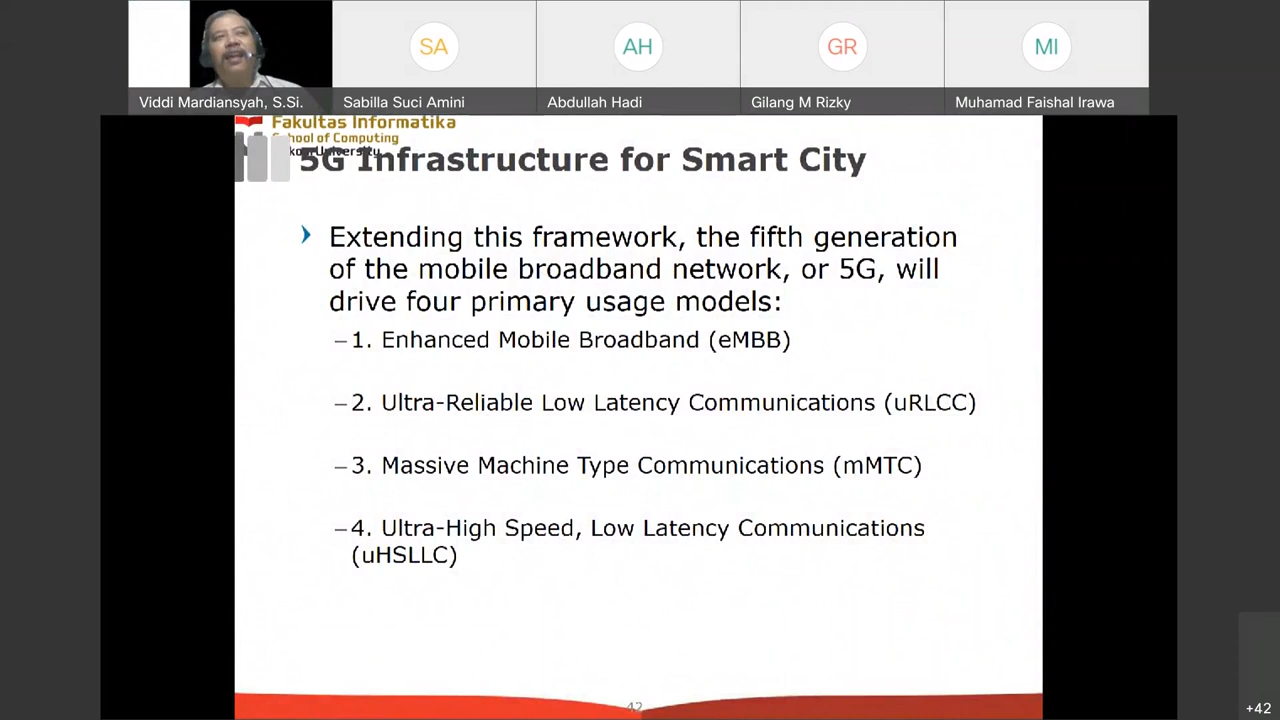 SA
AH
GR
MI
Viddi Mardiansyah, S.Si.
Sabilla Suci Amini
Abdullah Hadi
Gilang M Rizky
Muhamad Faishal Irawa
Fakultas Informatika
School of Computing
University
5G Infrastructure for Smart City
Extending this framework, the fifth generation
of the mobile broadband network, or 5G, will
drive four primary usage models:
–1. Enhanced Mobile Broadband (eMBB)
–2. Ultra-Reliable Low Latency Communications (uRLCC)
–3. Massive Machine Type Communications (mMTC)
–4. Ultra-High Speed, Low Latency Communications
(uHSLLC)
42
+42